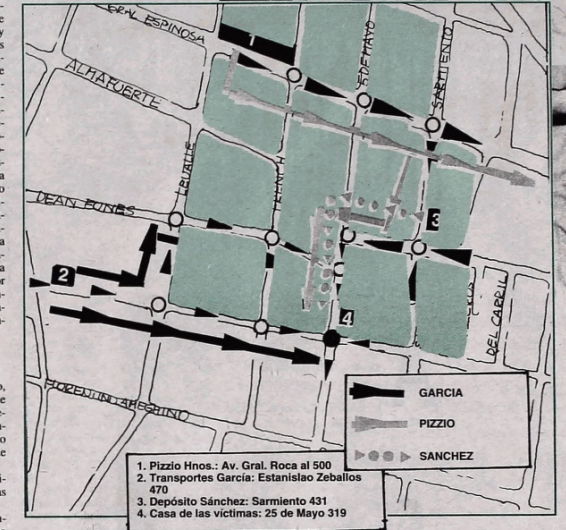 GRAL ESPINOSA
1
25 DE MAYO
SARMIENTO
ALMAFUERTE
DEAN FUNES
3
2
4
DEL CARRIL
FLORENTINO AMEGHINO
GARCIA
PIZZIO
SANCHEZ
1. Pizzio Hnos.: Av. Gral. Roca al 500
2. Transportes García: Estanislao Zeballos
470
3. Depósito Sánchez: Sarmiento 431
4. Casa de las víctimas: 25 de Mayo 319